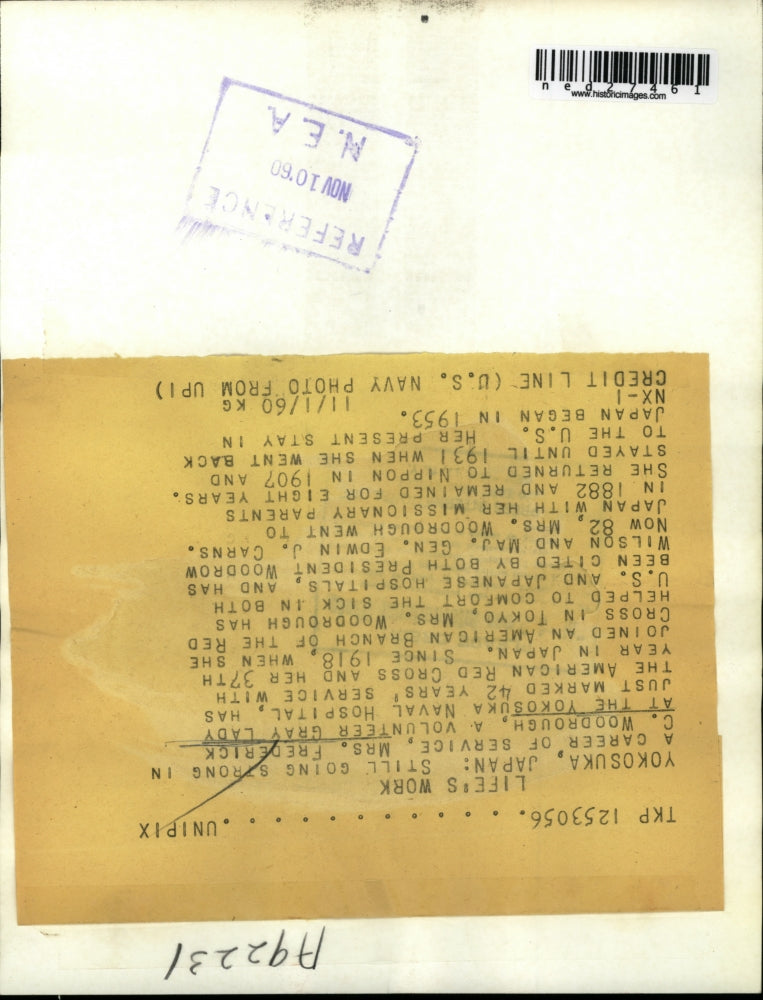 ned27461
www.historicimages.com
REFERENCE
NOV 10'60
N.E.A.
TKP 1253056. . . . . . . . . . . . .UNIPIX
LIFE'S WORK
YOKOSUKA, JAPAN: STILL GOING STRONG IN
A CAREER OF SERVICE, MRS. FREDERICK
C. WOODROUGH, A VOLUNTEER GRAY LADY
AT THE YOKOSUKA NAVAL HOSPITAL, HAS
JUST MARKED 42 YEARS' SERVICE WITH
THE AMERICAN RED CROSS AND HER 37TH
YEAR IN JAPAN. SINCE 1918, WHEN SHE
JOINED AN AMERICAN BRANCH OF THE RED
CROSS IN TOKYO, MRS. WOODROUGH HAS
HELPED TO COMFORT THE SICK IN BOTH
U.S. AND JAPANESE HOSPITALS, AND HAS
BEEN CITED BY BOTH PRESIDENT WOODROW
WILSON AND MAJ. GEN. EDWIN J. CARNS.
NOW 82, MRS. WOODROUGH WENT TO
JAPAN WITH HER MISSIONARY PARENTS
IN 1882 AND REMAINED FOR EIGHT YEARS.
SHE RETURNED TO NIPPON IN 1907 AND
STAYED UNTIL 1931 WHEN SHE WENT BACK
TO THE U.S. HER PRESENT STAY IN
JAPAN BEGAN IN 1953.
NX-1 11/1/60 KG
CREDIT LINE (U.S. NAVY PHOTO FROM UPI)
A92231